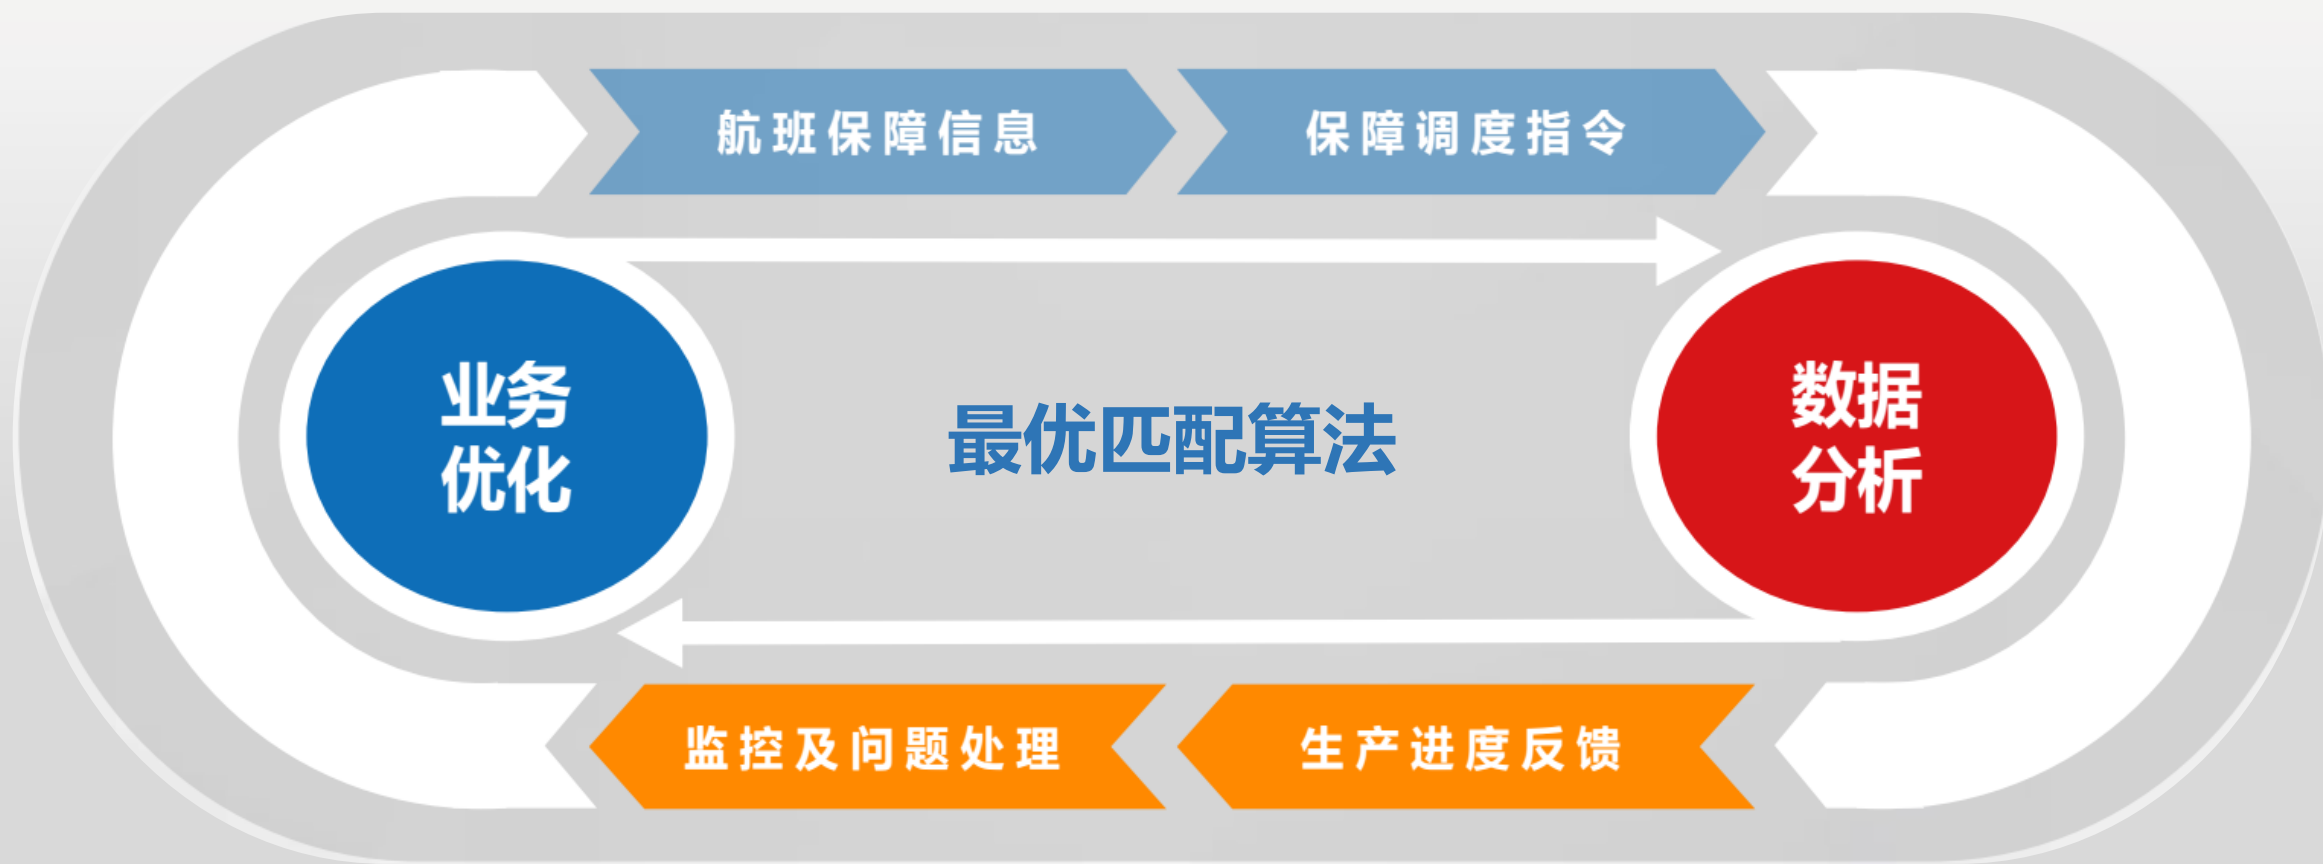 航班保障信息
保障调度指令
业务
优化
最优匹配算法
数据
分析
监控及问题处理
生产进度反馈